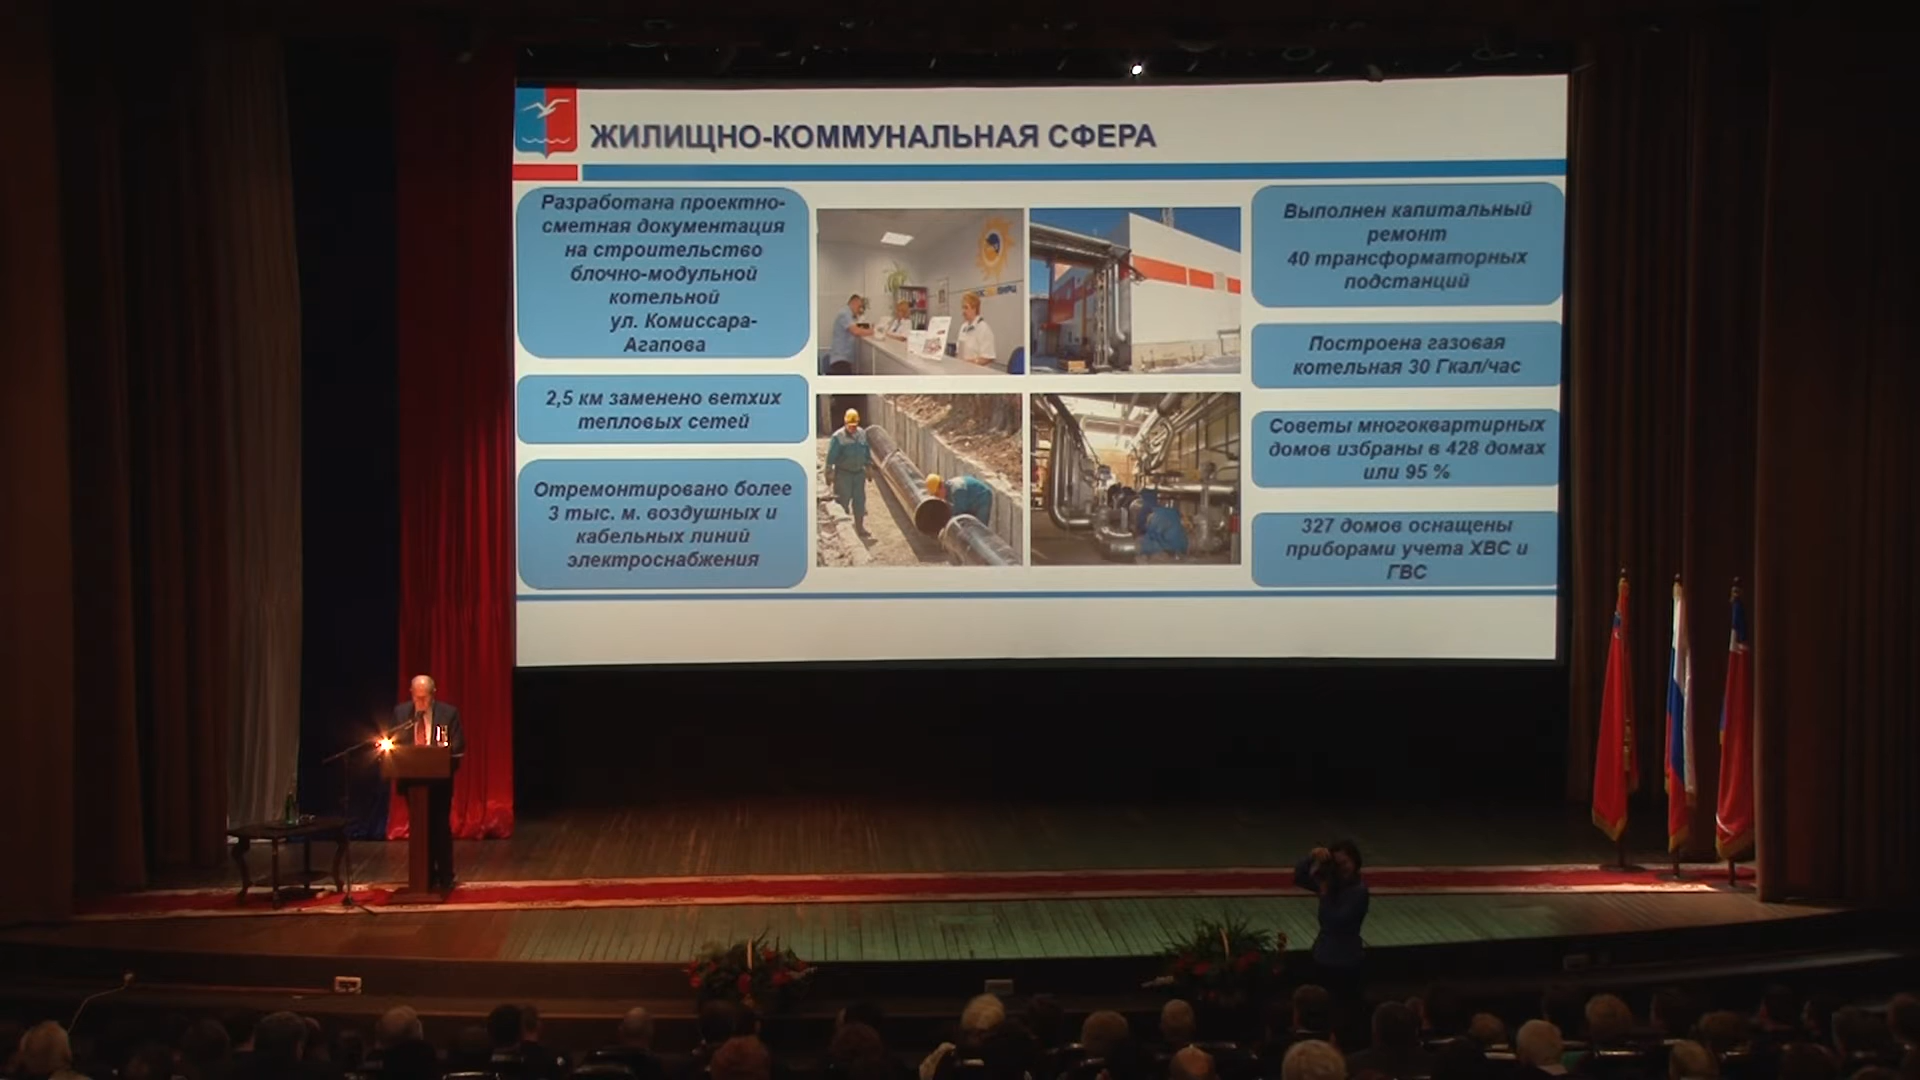 ЖИЛИЩНО-КОММУНАЛЬНАЯ СФЕРА
Разработана проектно-
сметная документация
на строительство
блочно-модульной
котельной
ул. Комиссара-
Агапова
2,5 км заменено ветхих
тепловых сетей
Отремонтировано более
3 тыс. м. воздушных и
кабельных линий
электроснабжения
Выполнен капитальный
ремонт
40 трансформаторных
подстанций
Построена газовая
котельная 30 Гкал/час
Советы многоквартирных
домов избраны в 428 домах
или 95 %
327 домов оснащены
приборами учета ХВС и
ГВС